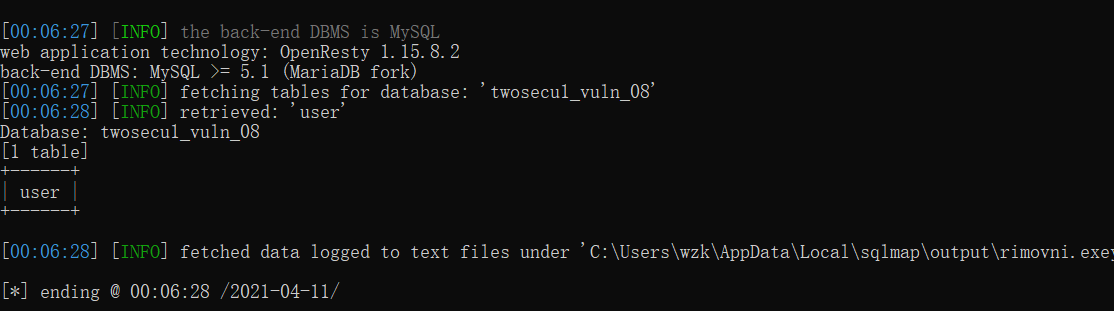 [00:06:27] [INFO] the back-end DBMS is MySQL
web application technology: OpenResty 1.15.8.2
back-end DBMS: MySQL >= 5.1 (MariaDB fork)
[00:06:27] [INFO] fetching tables for database: 'twosecu1_vuln_08'
[00:06:28] [INFO] retrieved: 'user'
Database: twosecu1_vuln_08
[1 table]
+------+
| user |
+------+
[00:06:28] [INFO] fetched data logged to text files under 'C:\Users\wzk\AppData\Local\sqlmap\output\rimovni.exey
[*] ending @ 00:06:28 /2021-04-11/